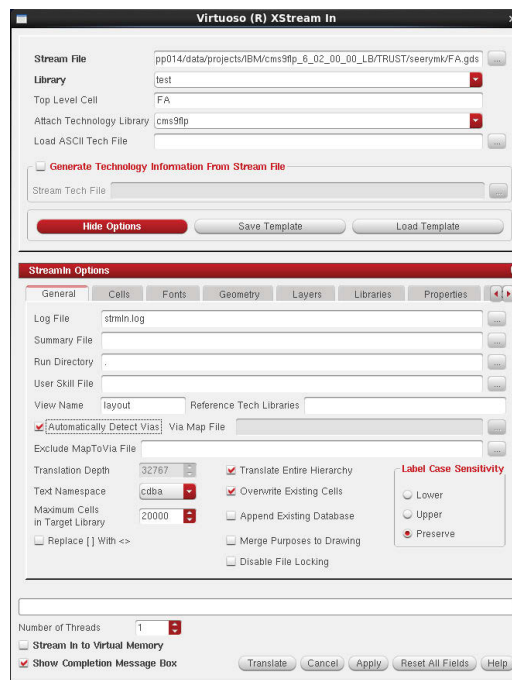 Virtuoso (R) XStream In
Stream File pp014/data/projects/IBM/cms9flp_6_02_00_00_LB/TRUST/seerymk/FA.gds ...
Library test
Top Level Cell FA
Attach Technology Library cms9flp
Load ASCII Tech File ...
Generate Technology Information From Stream File
Stream Tech File ...
Hide Options Save Template Load Template
StreamIn Options
General Cells Fonts Geometry Layers Libraries Properties
Log File strmIn.log ...
Summary File ...
Run Directory . ...
User Skill File ...
View Name layout Reference Tech Libraries
Automatically Detect Vias Via Map File ...
Exclude MapToVia File ...
Translation Depth 32767 Translate Entire Hierarchy Label Case Sensitivity
Text Namespace cdba Overwrite Existing Cells Lower
Maximum Cells in Target Library 20000 Append Existing Database Upper
Replace [ ] With <> Merge Purposes to Drawing Preserve
Disable File Locking
Number of Threads 1
Stream In to Virtual Memory
Show Completion Message Box Translate Cancel Apply Reset All Fields Help